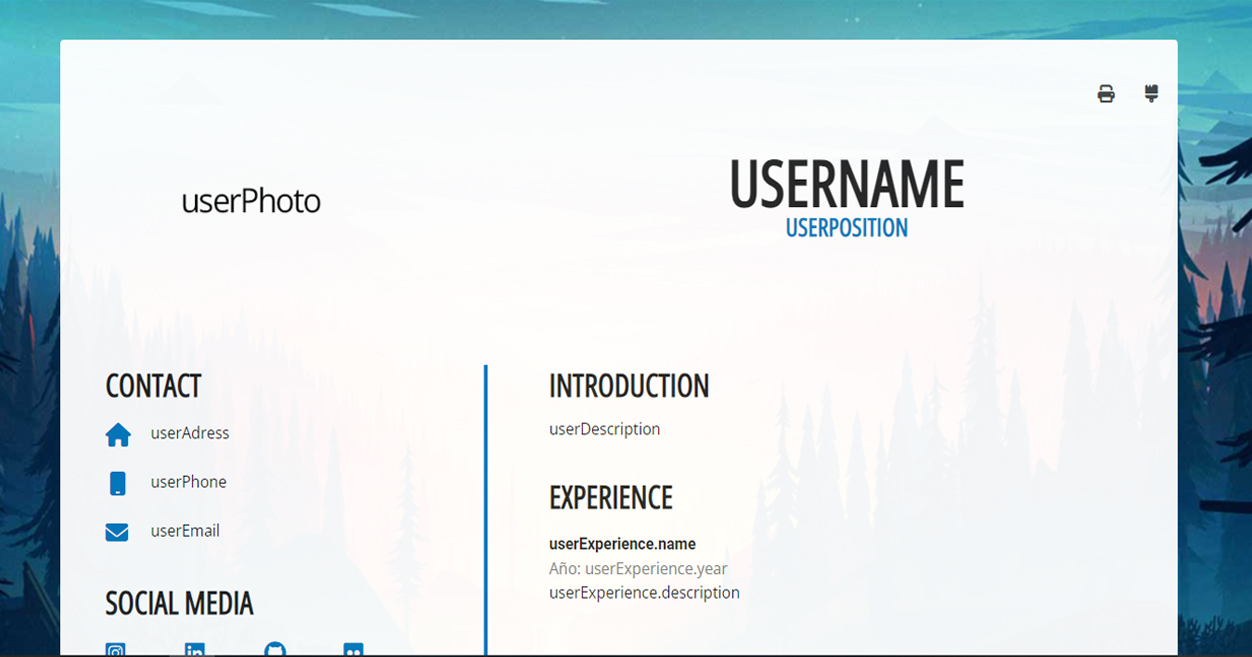 userPhoto
USERNAME
USERPOSITION
CONTACT
userAdress
userPhone
userEmail
SOCIAL MEDIA
INTRODUCTION
userDescription
EXPERIENCE
userExperience.name
Año: userExperience.year
userExperience.description